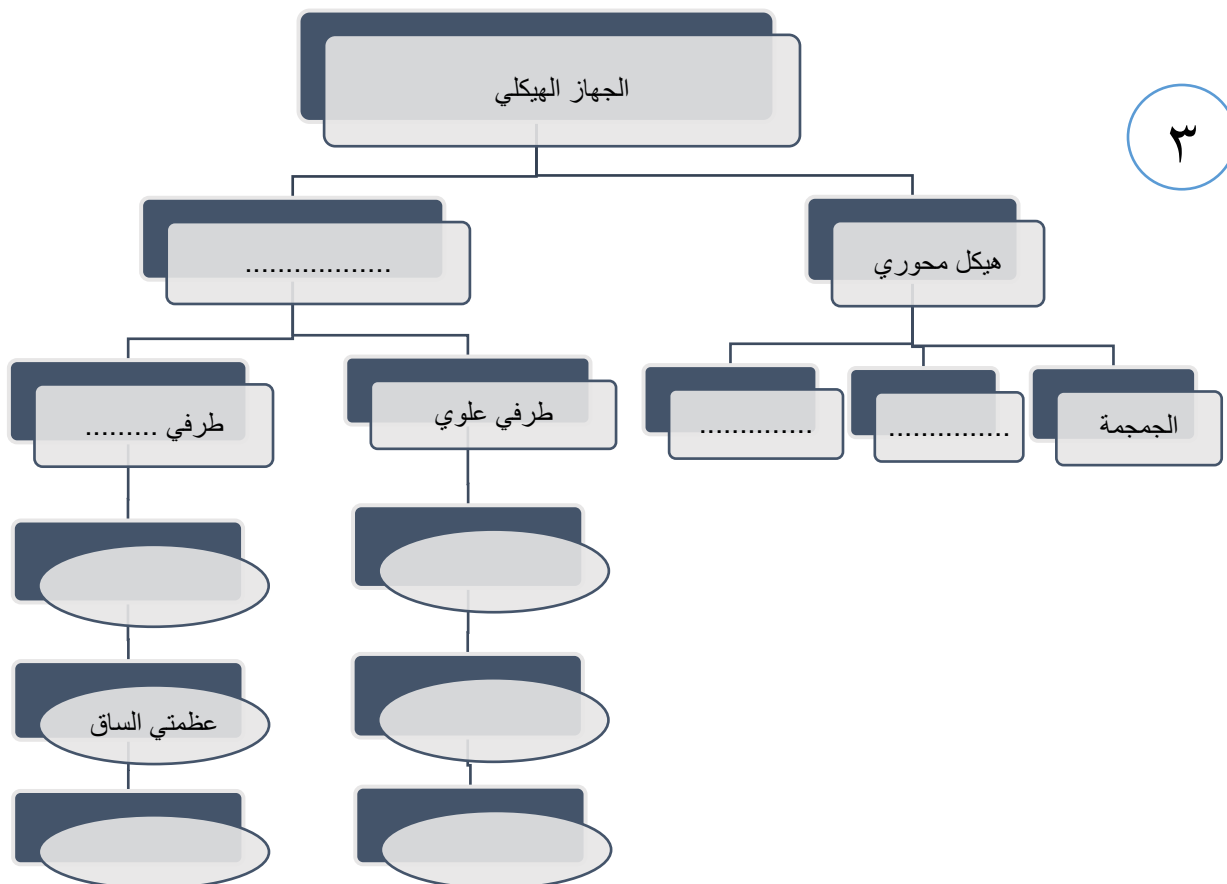 الجهاز الهيكلي
٣
هيكل محوري
.................
الجمجمة
...............
..............
طرفي علوي
طرفي .........
عظمتي الساق